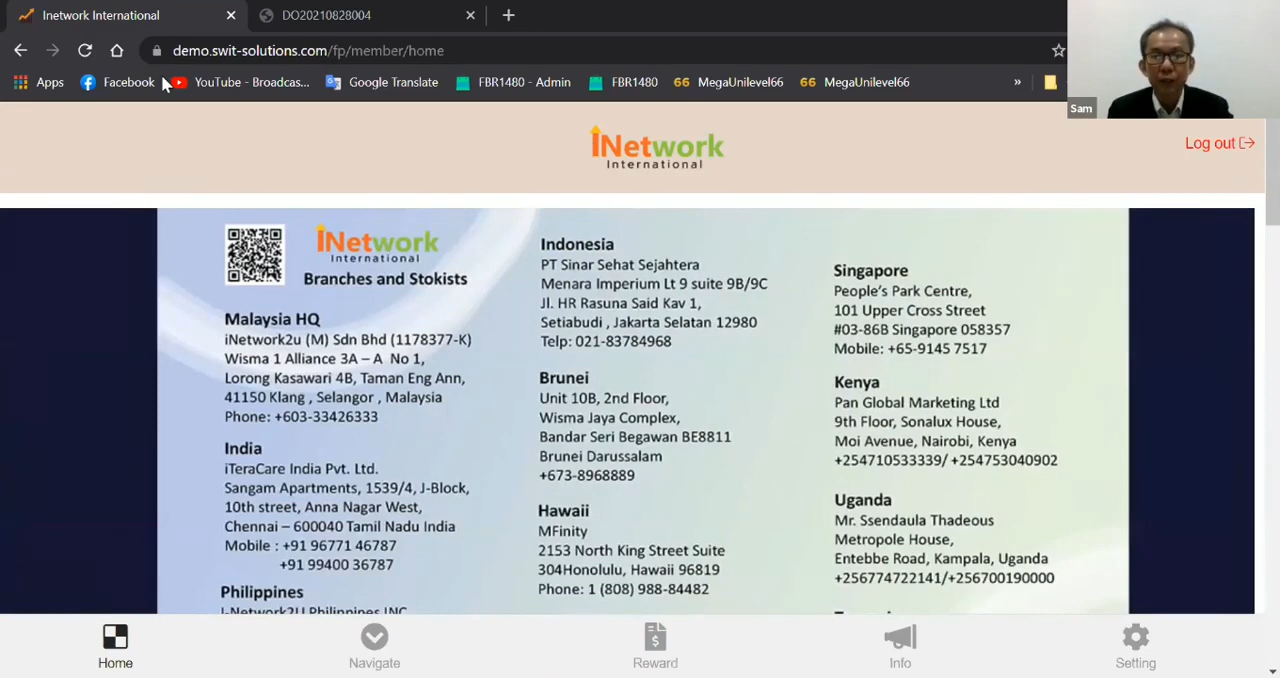 Inetwork International
DO20210828004
demo.swit-solutions.com/fp/member/home
Apps
Facebook
YouTube - Broadcas...
Google Translate
FBR1480 - Admin
FBR1480
66 MegaUnilevel66
66 MegaUnilevel66
»
Sam
iNetwork
International
Log out
iNetwork
International
Branches and Stokists
Malaysia HQ
iNetwork2u (M) Sdn Bhd (1178377-K)
Wisma 1 Alliance 3A – A No 1,
Lorong Kasawari 4B, Taman Eng Ann,
41150 Klang , Selangor , Malaysia
Phone: +603-33426333
India
iTeraCare India Pvt. Ltd.
Sangam Apartments, 1539/4, J-Block,
10th street, Anna Nagar West,
Chennai – 600040 Tamil Nadu India
Mobile : +91 96771 46787
+91 99400 36787
Philippines
I-Network2U Philippines INC
Indonesia
PT Sinar Sehat Sejahtera
Menara Imperium Lt 9 suite 9B/9C
Jl. HR Rasuna Said Kav 1,
Setiabudi , Jakarta Selatan 12980
Telp: 021-83784968
Brunei
Unit 10B, 2nd Floor,
Wisma Jaya Complex,
Bandar Seri Begawan BE8811
Brunei Darussalam
+673-8968889
Hawaii
MFinity
2153 North King Street Suite
304Honolulu, Hawaii 96819
Phone: 1 (808) 988-84482
Singapore
People's Park Centre,
101 Upper Cross Street
#03-86B Singapore 058357
Mobile: +65-9145 7517
Kenya
Pan Global Marketing Ltd
9th Floor, Sonalux House,
Moi Avenue, Nairobi, Kenya
+254710533339/ +254753040902
Uganda
Mr. Ssendaula Thadeous
Metropole House,
Entebbe Road, Kampala, Uganda
+256774722141/+256700190000
Home
Navigate
Reward
Info
Setting